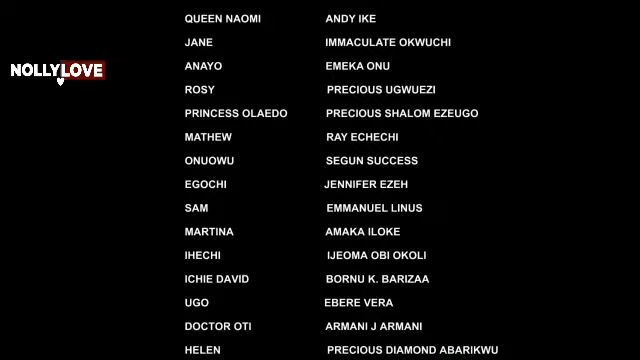 QUEEN NAOMI ANDY IKE
JANE IMMACULATE OKWUCHI
ANAYO EMEKA ONU
NOLLYLOVE
ROSY PRECIOUS UGWUEZI
PRINCESS OLAEDO PRECIOUS SHALOM EZEUGO
MATHEW RAY ECHECHI
ONUOWU SEGUN SUCCESS
EGOCHI JENNIFER EZEH
SAM EMMANUEL LINUS
MARTINA AMAKA ILOKE
IHECHI IJEOMA OBI OKOLI
ICHIE DAVID BORNU K. BARIZAA
UGO EBERE VERA
DOCTOR OTI ARMANI J ARMANI
HELEN PRECIOUS DIAMOND ABARIKWU